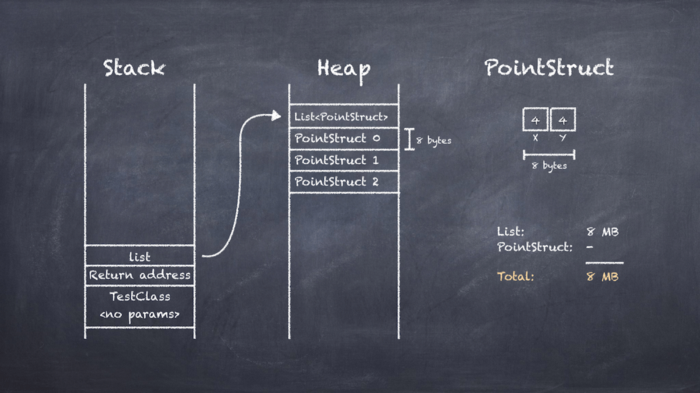 Stack
list
Return address
TestClass
<no params>
Heap
List<PointStruct>
PointStruct 0
8 bytes
PointStruct 1
PointStruct 2
PointStruct
4 4
X Y
8 bytes
List: 8 MB
PointStruct: -
Total: 8 MB